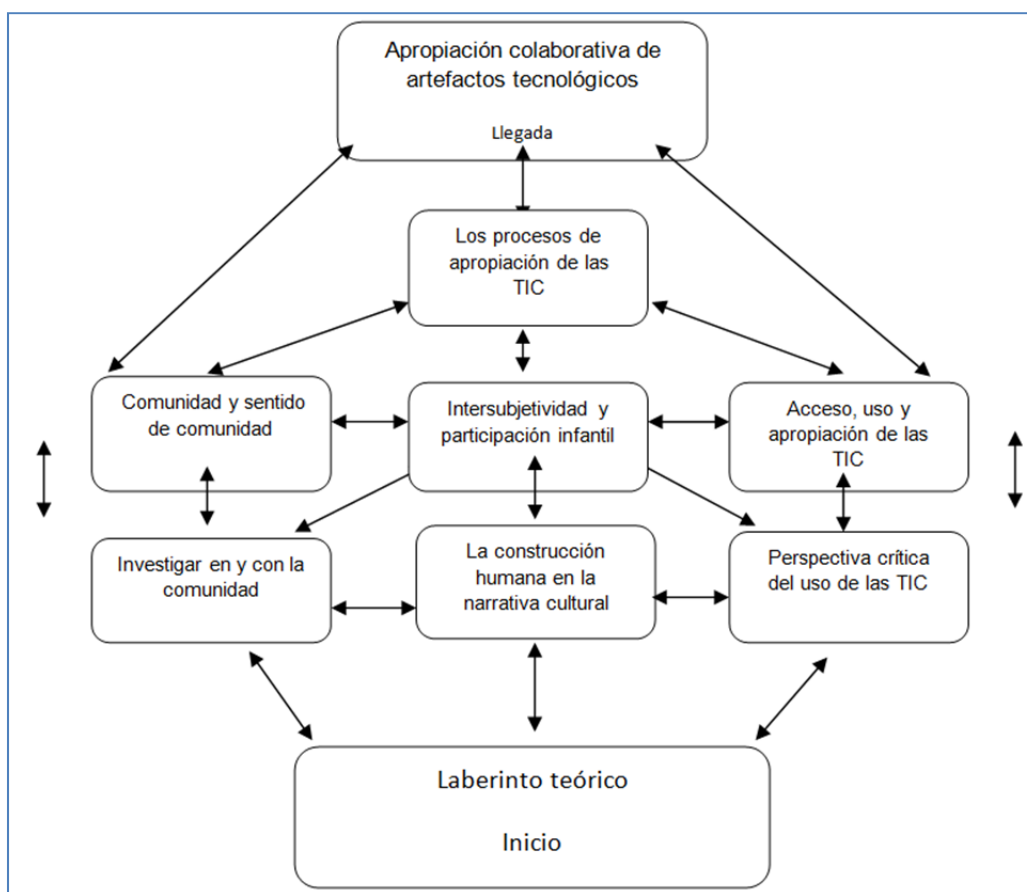 Apropiación colaborativa de
artefactos tecnológicos
Llegada
Los procesos de
apropiación de las
TIC
Comunidad y sentido
de comunidad
Intersubjetividad y
participación infantil
Acceso, uso y
apropiación de las
TIC
Investigar en y con la
comunidad
La construcción
humana en la
narrativa cultural
Perspectiva crítica
del uso de las TIC
Laberinto teórico
Inicio